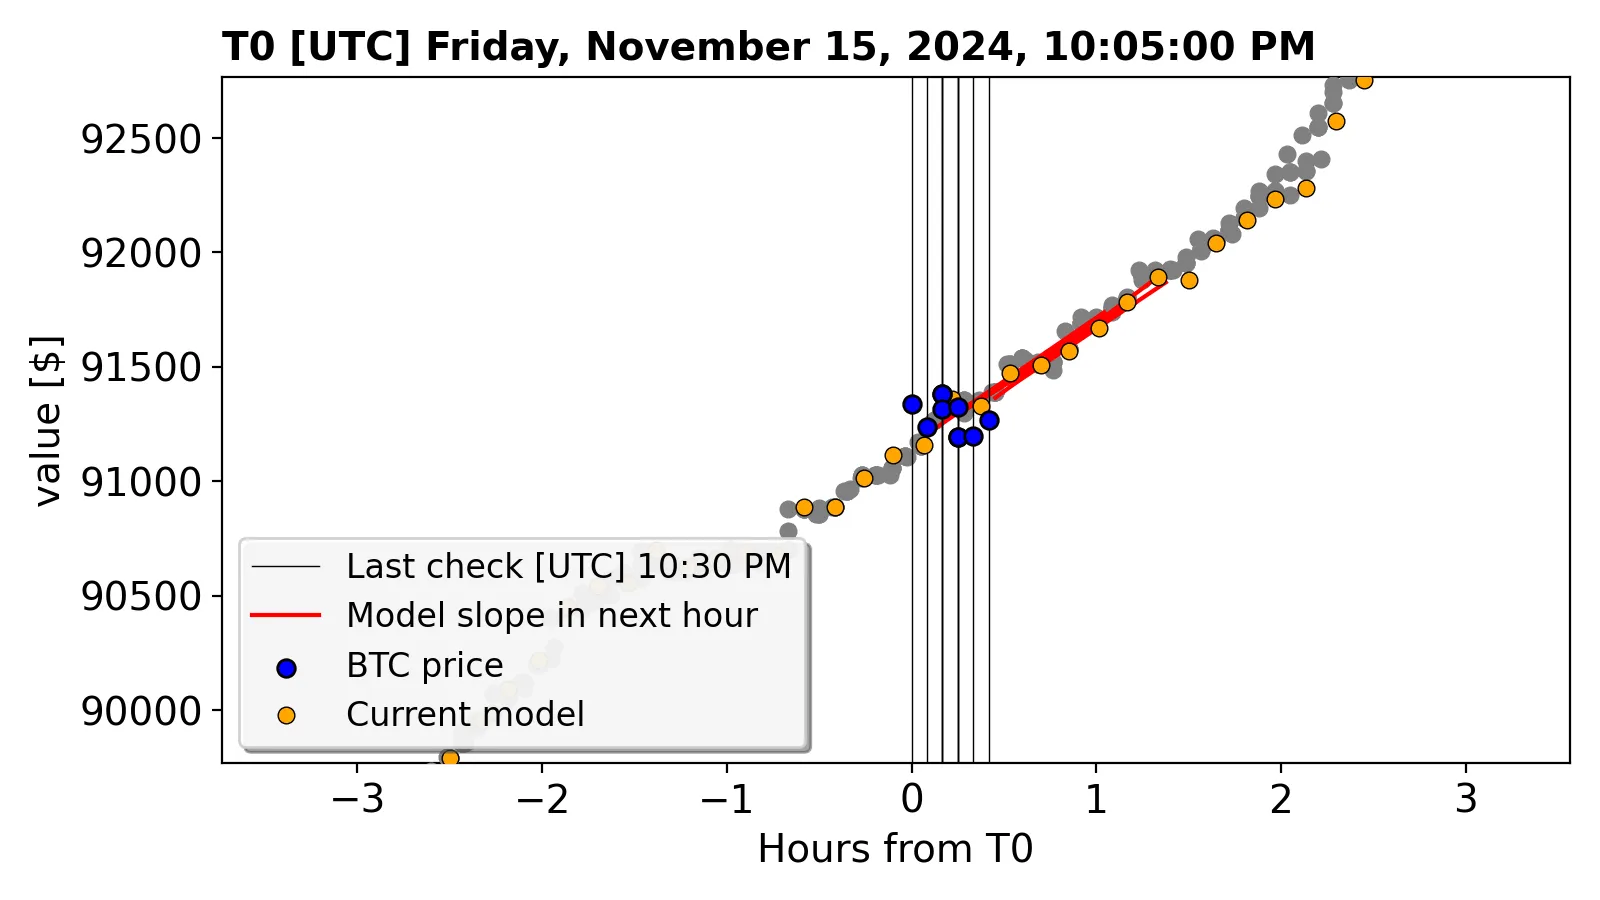 T0 [UTC] Friday, November 15, 2024, 10:05:00 PM
value [$]
92500
92000
91500
91000
90500
90000
Last check [UTC] 10:30 PM
Model slope in next hour
BTC price
Current model
−3 −2 −1 0 1 2 3
Hours from T0